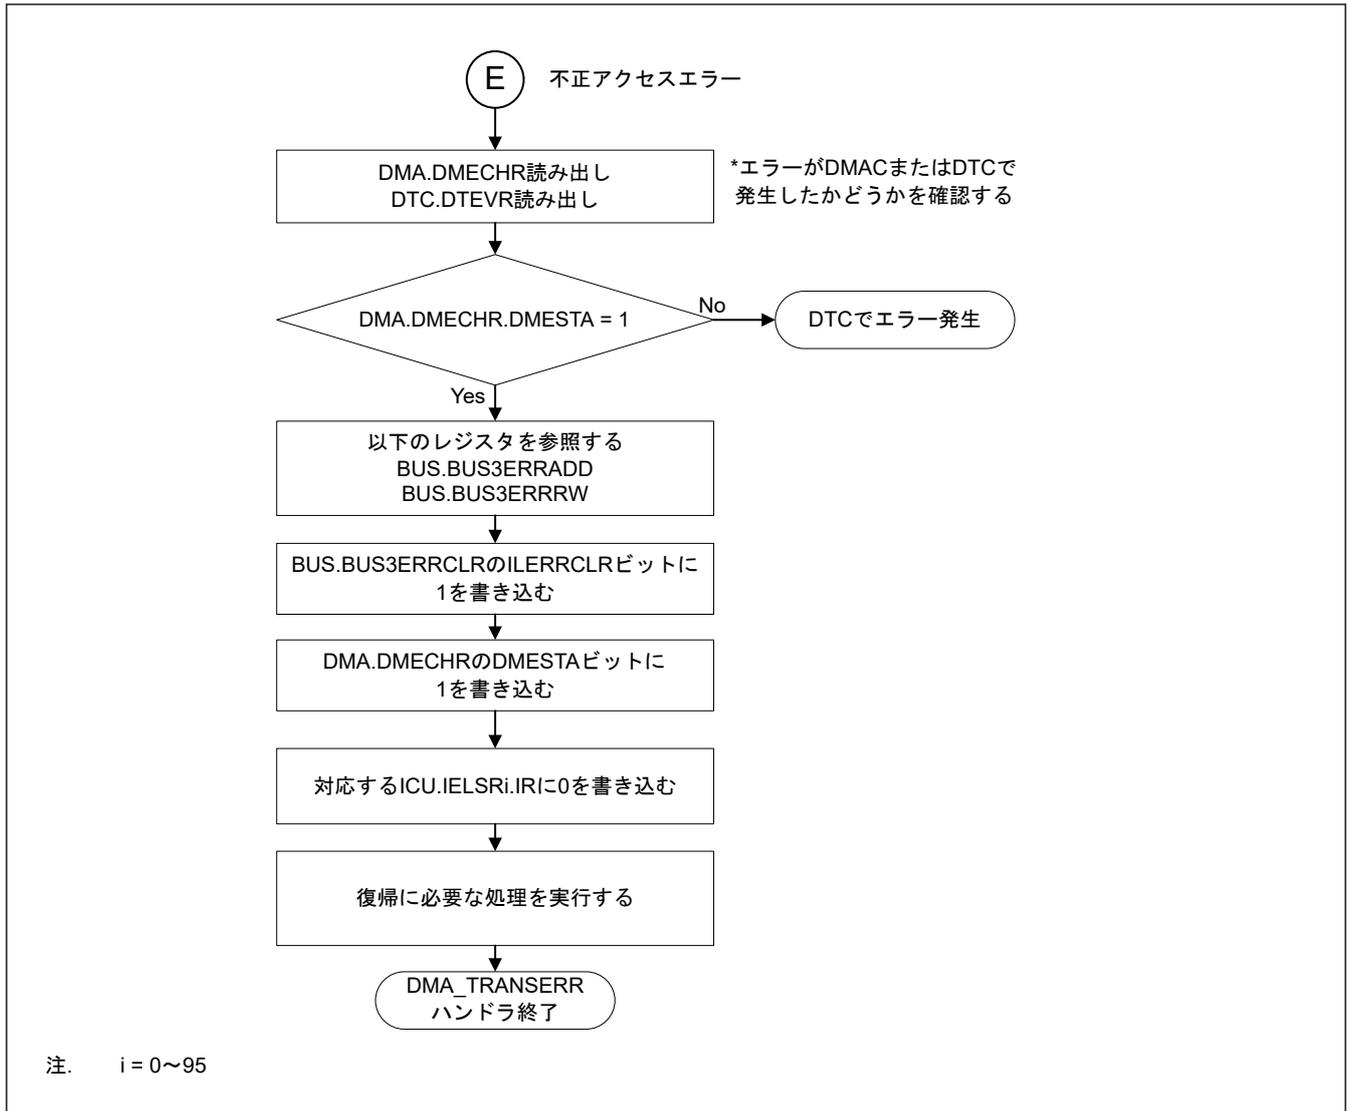 E 不正アクセスエラー
DMA.DMECHR読み出し
DTC.DTEVR読み出し
*エラーがDMACまたはDTCで
発生したかどうかを確認する
DMA.DMECHR.DMESTA = 1
No
DTCでエラー発生
Yes
以下のレジスタを参照する
BUS.BUS3ERRADD
BUS.BUS3ERRRW
BUS.BUS3ERRCLRのILERRCLRビットに
1を書き込む
DMA.DMECHRのDMESTAビットに
1を書き込む
対応するICU.IELSRi.IRに0を書き込む
復帰に必要な処理を実行する
DMA_TRANSERR
ハンドラ終了
注. i = 0～95